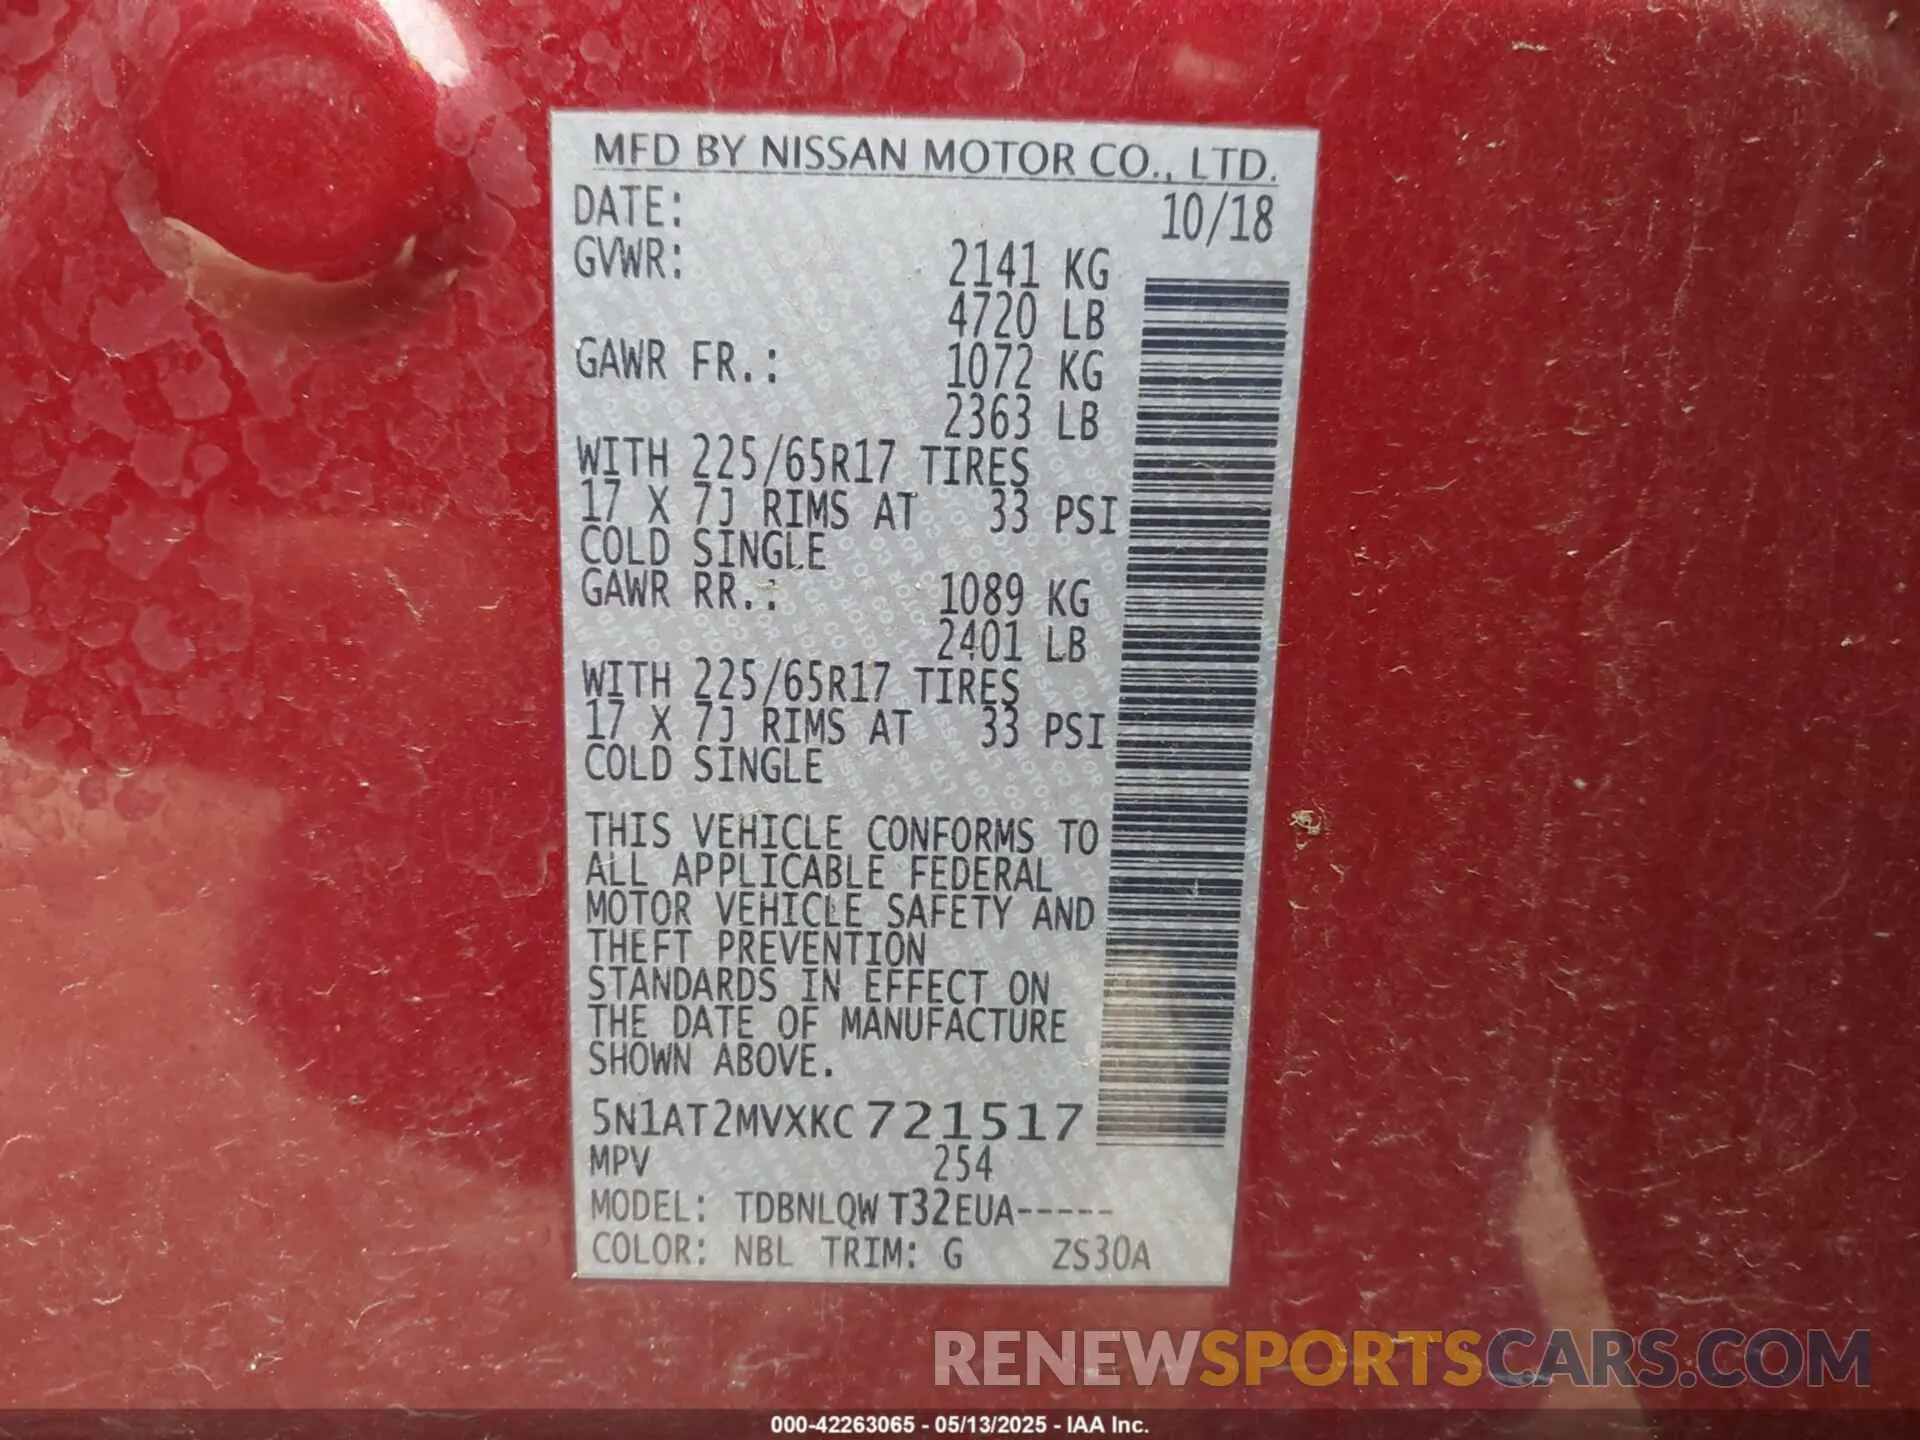 MFD BY NISSAN MOTOR CO., LTD.
DATE: 10/18
GVWR: 2141 KG
4720 LB
GAWR FR.: 1072 KG
2363 LB
WITH 225/65R17 TIRES
17 X 7J RIMS AT 33 PSI
COLD SINGLE
GAWR RR.: 1089 KG
2401 LB
WITH 225/65R17 TIRES
17 X 7J RIMS AT 33 PSI
COLD SINGLE
THIS VEHICLE CONFORMS TO
ALL APPLICABLE FEDERAL
MOTOR VEHICLE SAFETY AND
THEFT PREVENTION
STANDARDS IN EFFECT ON
THE DATE OF MANUFACTURE
SHOWN ABOVE.
5N1AT2MVXKC721517
MPV 254
MODEL: TDBNLQWT32EUA-----
COLOR: NBL TRIM: G ZS30A
RENEWSPORTSCARS.COM
000-42263065 - 05/13/2025 - IAA Inc.